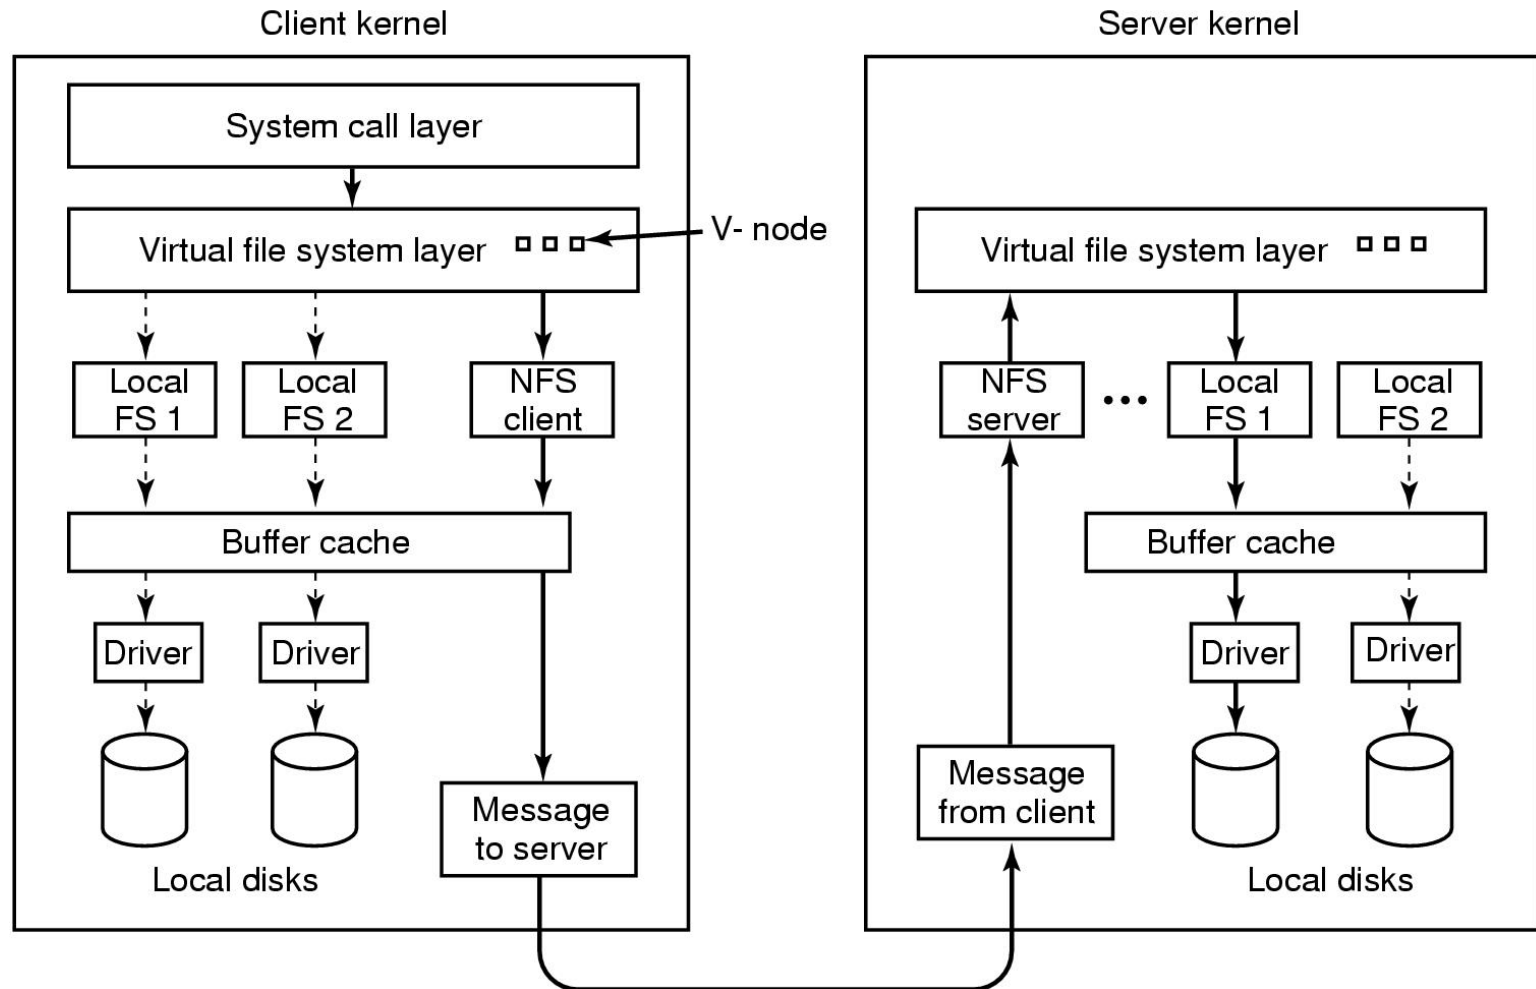 Client kernel
Server kernel
System call layer
Virtual file system layer
V- node
Virtual file system layer
Local
FS 1
Local
FS 2
NFS
client
NFS
server
Local
FS 1
Local
FS 2
Buffer cache
Buffer cache
Driver
Driver
Driver
Driver
Message
to server
Message
from client
Local disks
Local disks